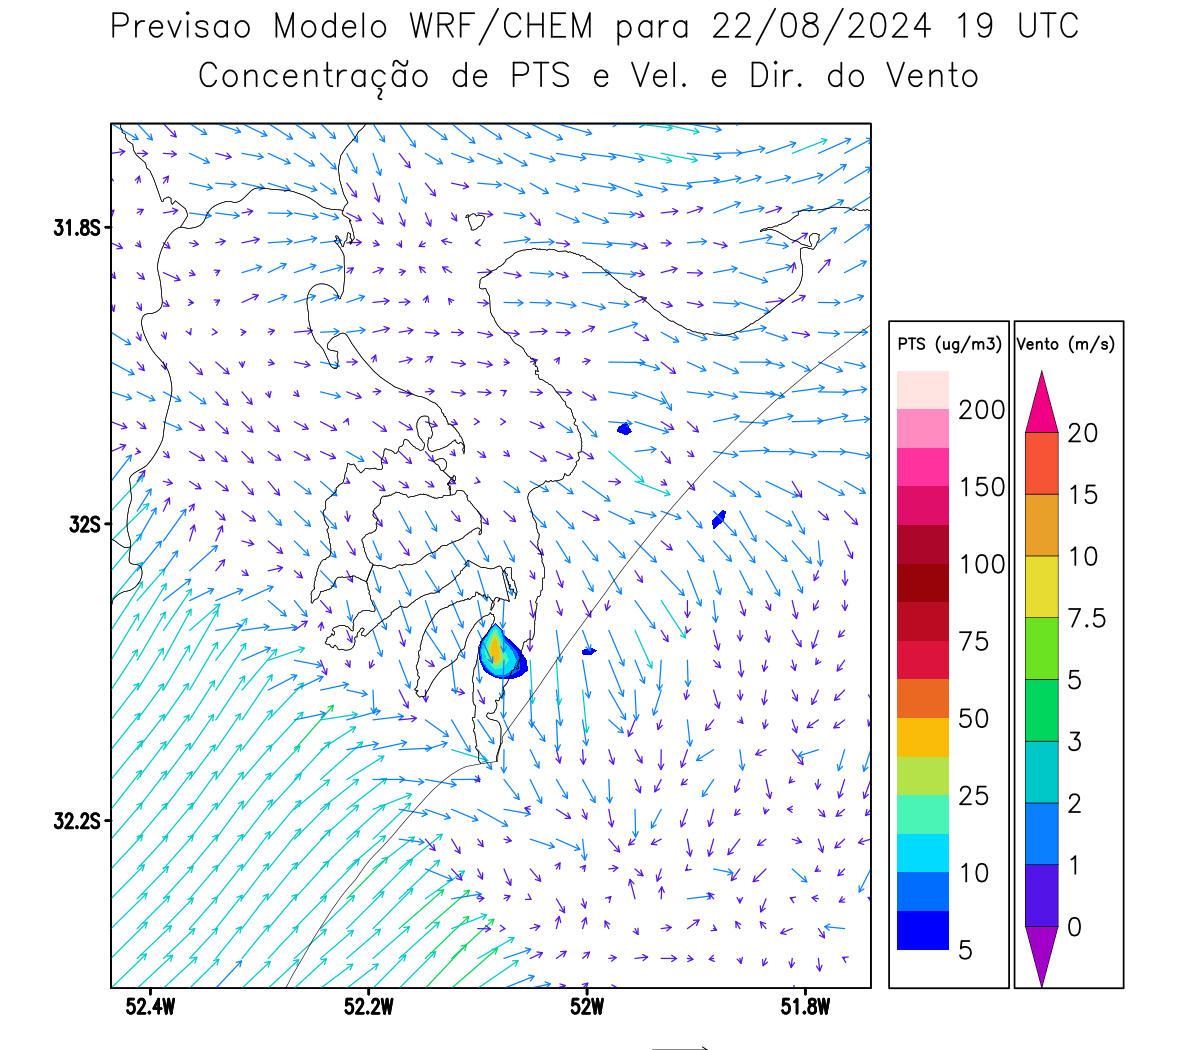 Previsao Modelo WRF/CHEM para 22/08/2024 19 UTC
Concentração de PTS e Vel. e Dir. do Vento
31.8S
32S
32.2S
52.4W 52.2W 52W 51.8W
PTS (ug/m3)
200
150
100
75
50
25
10
5
Vento (m/s)
20
15
10
7.5
5
3
2
1
0